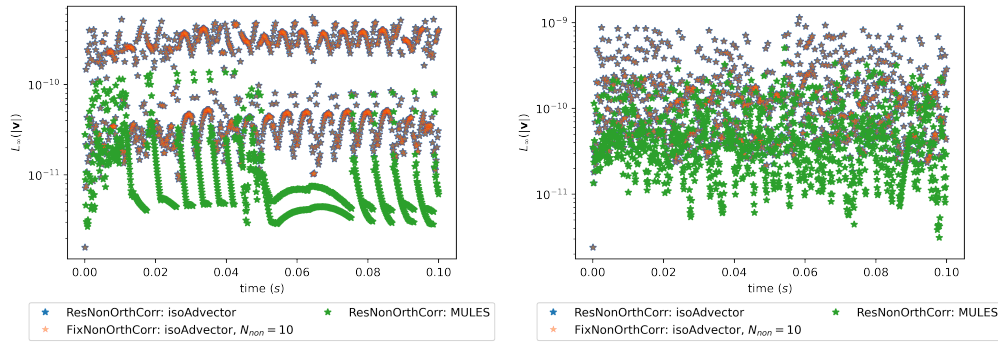 10⁻¹⁰
10⁻¹¹
L∞(|v|)
0.00 0.02 0.04 0.06 0.08 0.10
time (s)
ResNonOrthCorr: isoAdvector
ResNonOrthCorr: MULES
FixNonOrthCorr: isoAdvector, Nnon = 10
10⁻⁹
10⁻¹⁰
10⁻¹¹
L∞(|v|)
0.00 0.02 0.04 0.06 0.08 0.10
time (s)
ResNonOrthCorr: isoAdvector
ResNonOrthCorr: MULES
FixNonOrthCorr: isoAdvector, Nnon = 10